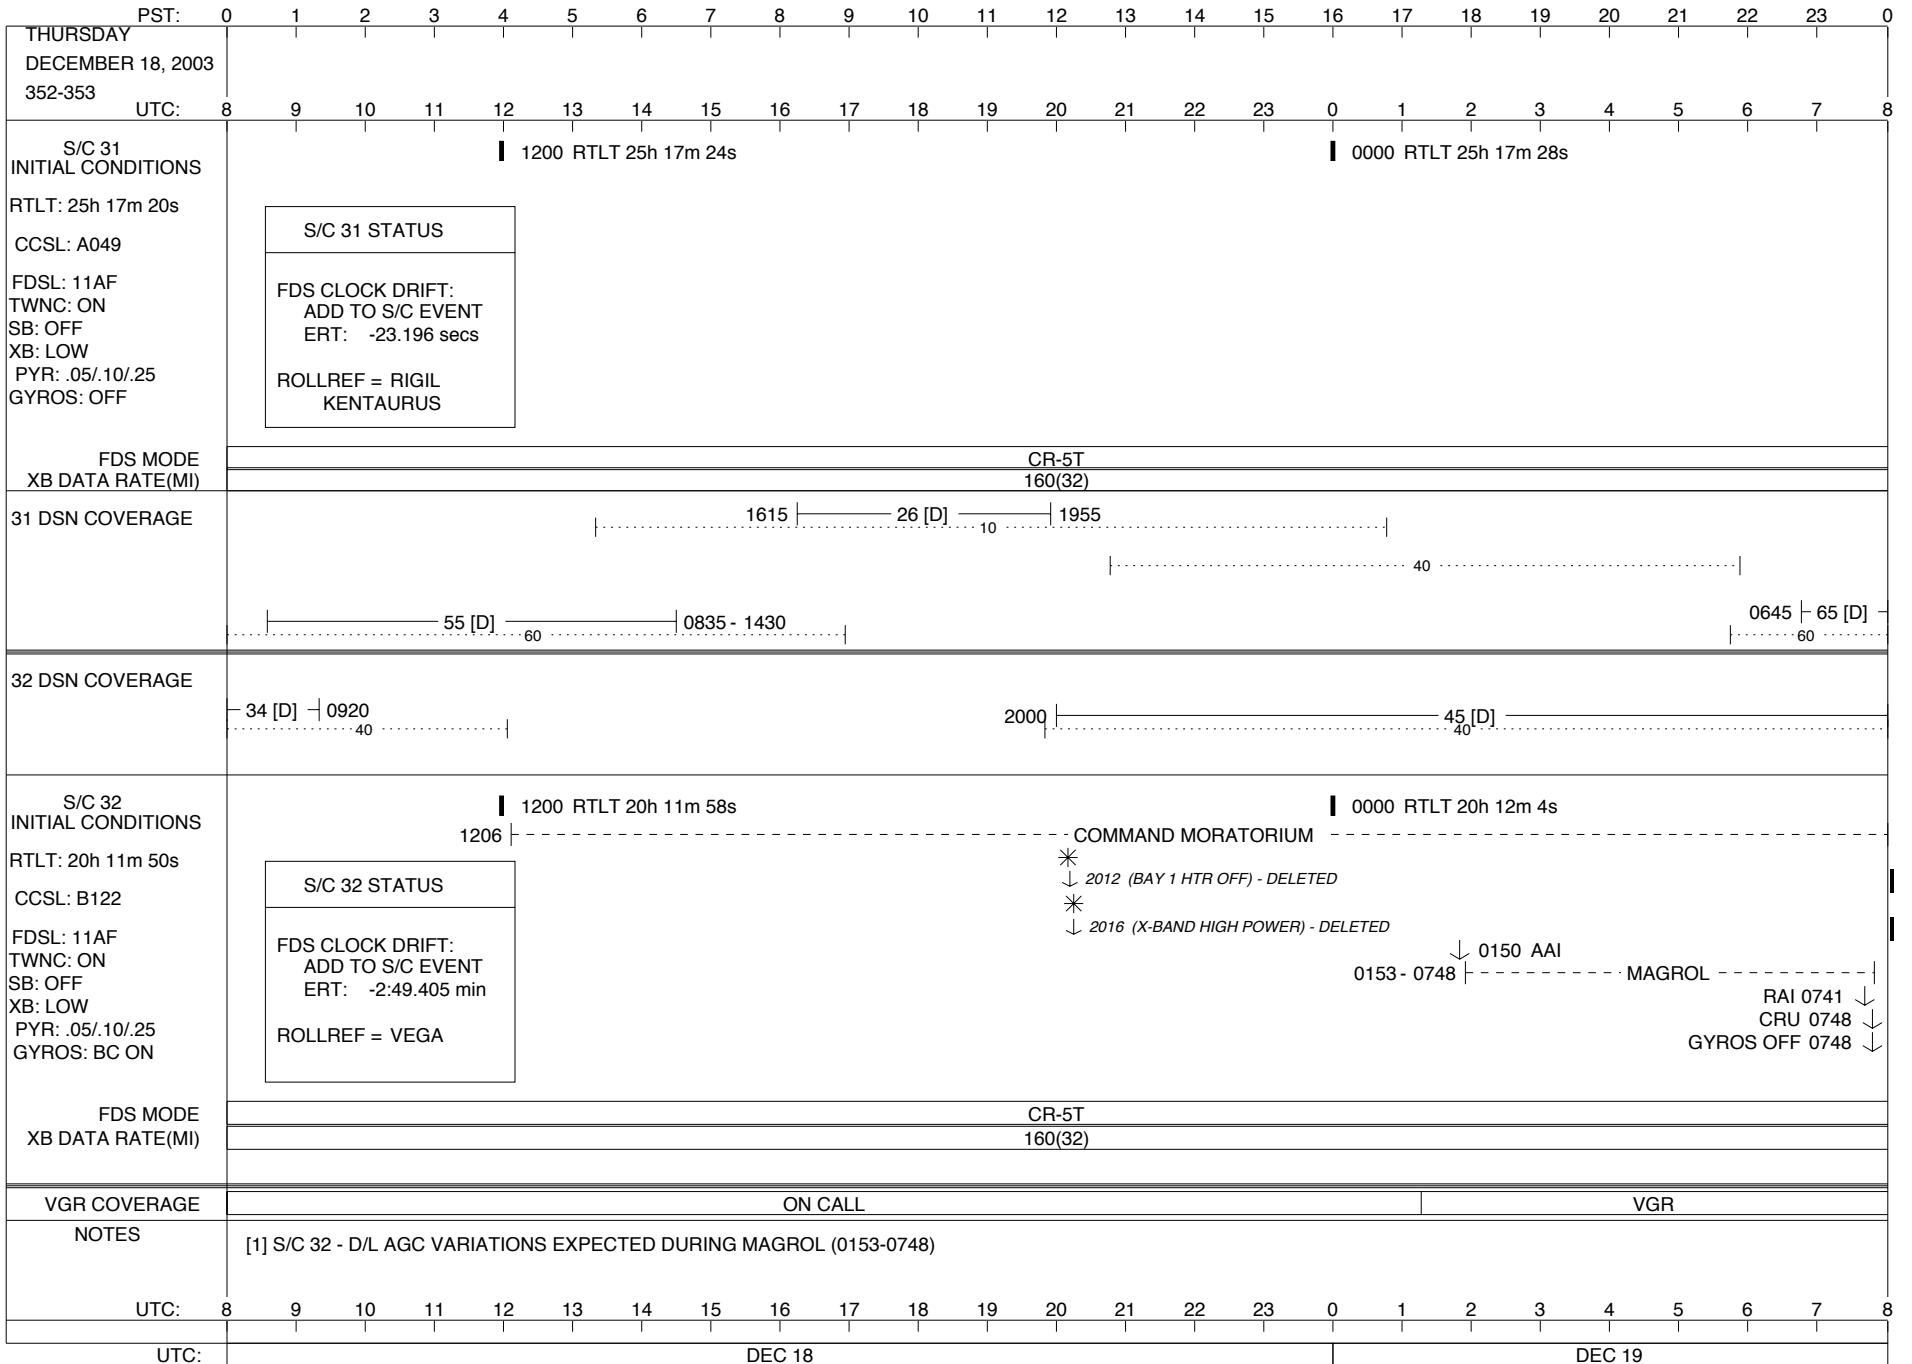 PST: 0 1 2 3 4 5 6 7 8 9 10 11 12 13 14 15 16 17 18 19 20 21 22 23 0
THURSDAY
DECEMBER 18, 2003
352-353
UTC: 8 9 10 11 12 13 14 15 16 17 18 19 20 21 22 23 0 1 2 3 4 5 6 7 8
S/C 31
INITIAL CONDITIONS
RTLT: 25h 17m 20s
CCSL: A049
FDSL: 11AF
TWNC: ON
SB: OFF
XB: LOW
PYR: .05/.10/.25
GYROS: OFF
1200 RTLT 25h 17m 24s
0000 RTLT 25h 17m 28s
S/C 31 STATUS
FDS CLOCK DRIFT:
ADD TO S/C EVENT
ERT: -23.196 secs
ROLLREF = RIGIL
KENTAURUS
FDS MODE CR-5T
XB DATA RATE(MI) 160(32)
31 DSN COVERAGE
1615 26 [D] 1955
10
40
55 [D] 0835 - 1430
60
0645 65 [D]
60
32 DSN COVERAGE
34 [D] 0920
40
2000 45 [D]
40
S/C 32
INITIAL CONDITIONS
RTLT: 20h 11m 50s
CCSL: B122
FDSL: 11AF
TWNC: ON
SB: OFF
XB: LOW
PYR: .05/.10/.25
GYROS: BC ON
1200 RTLT 20h 11m 58s
0000 RTLT 20h 12m 4s
1206 COMMAND MORATORIUM
2012 (BAY 1 HTR OFF) - DELETED
2016 (X-BAND HIGH POWER) - DELETED
0150 AAI
0153 - 0748 MAGROL
RAI 0741
CRU 0748
GYROS OFF 0748
S/C 32 STATUS
FDS CLOCK DRIFT:
ADD TO S/C EVENT
ERT: -2:49.405 min
ROLLREF = VEGA
FDS MODE CR-5T
XB DATA RATE(MI) 160(32)
VGR COVERAGE ON CALL VGR
NOTES
[1] S/C 32 - D/L AGC VARIATIONS EXPECTED DURING MAGROL (0153-0748)
UTC: 8 9 10 11 12 13 14 15 16 17 18 19 20 21 22 23 0 1 2 3 4 5 6 7 8
UTC: DEC 18 DEC 19